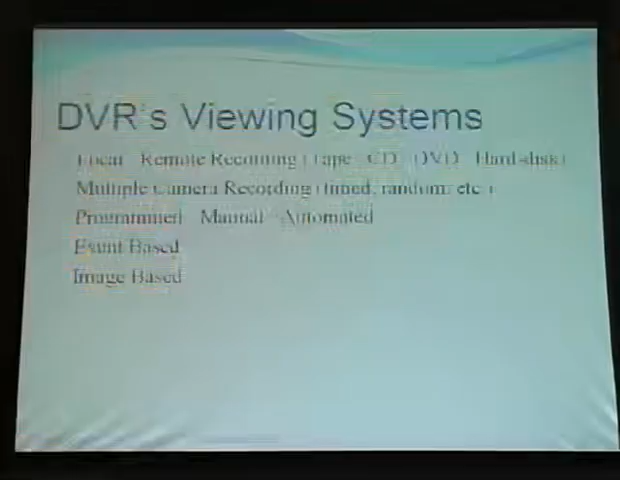 DVR's Viewing Systems
Local Remote Recording (Tape CD DVD Hard-disk)
Multiple Camera Recording (timed, random, etc.)
Programmed Manual Automated
Event Based
Image Based